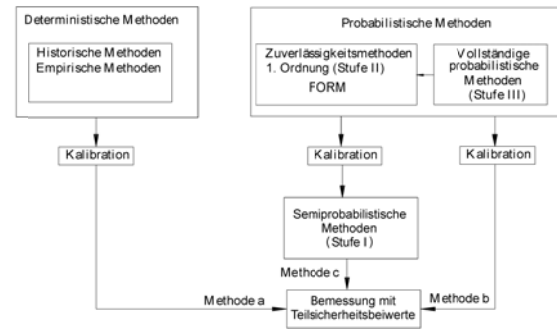 Deterministische Methoden
Historische Methoden
Empirische Methoden
Probabilistische Methoden
Zuverlässigkeitsmethoden
1. Ordnung (Stufe II)
FORM
Vollständige
probabilistische
Methoden
(Stufe III)
Kalibration
Kalibration
Kalibration
Semiprobabilistische
Methoden
(Stufe I)
Methode c
Methode a
Bemessung mit
Teilsicherheitsbeiwerte
Methode b